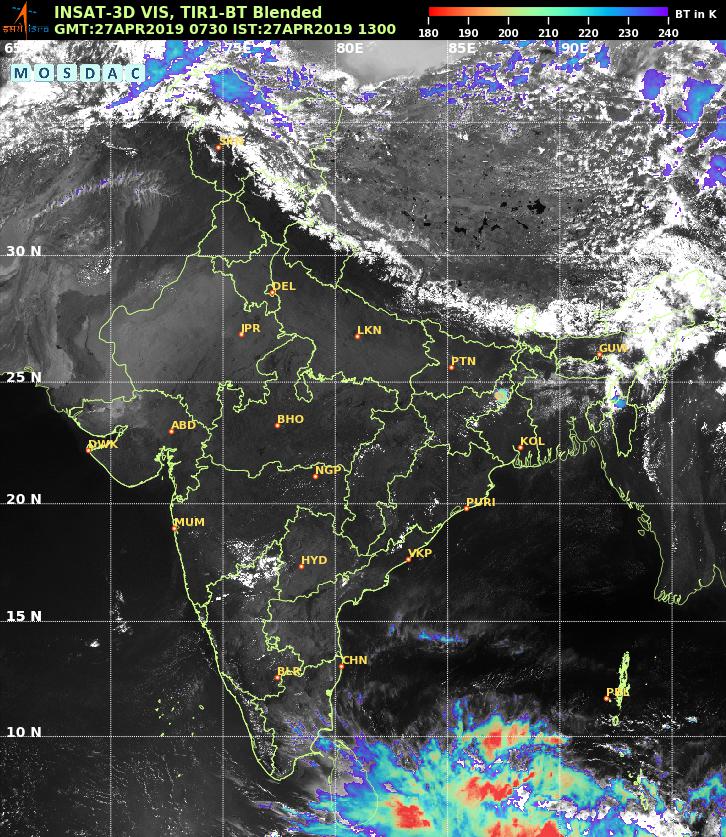 INSAT-3D VIS, TIR1-BT Blended
GMT:27APR2019 0730 IST:27APR2019 1300
BT in K
180 190 200 210 220 230 240
75E 80E 85E 90E
M O S D A C
SRN
30 N
DEL
JPR
LKN
GUW
PTN
25 N
ABD
BHO
DWK
KOL
NGP
20 N
PURI
MUM
VKP
HYD
15 N
CHN
BLR
PBL
10 N